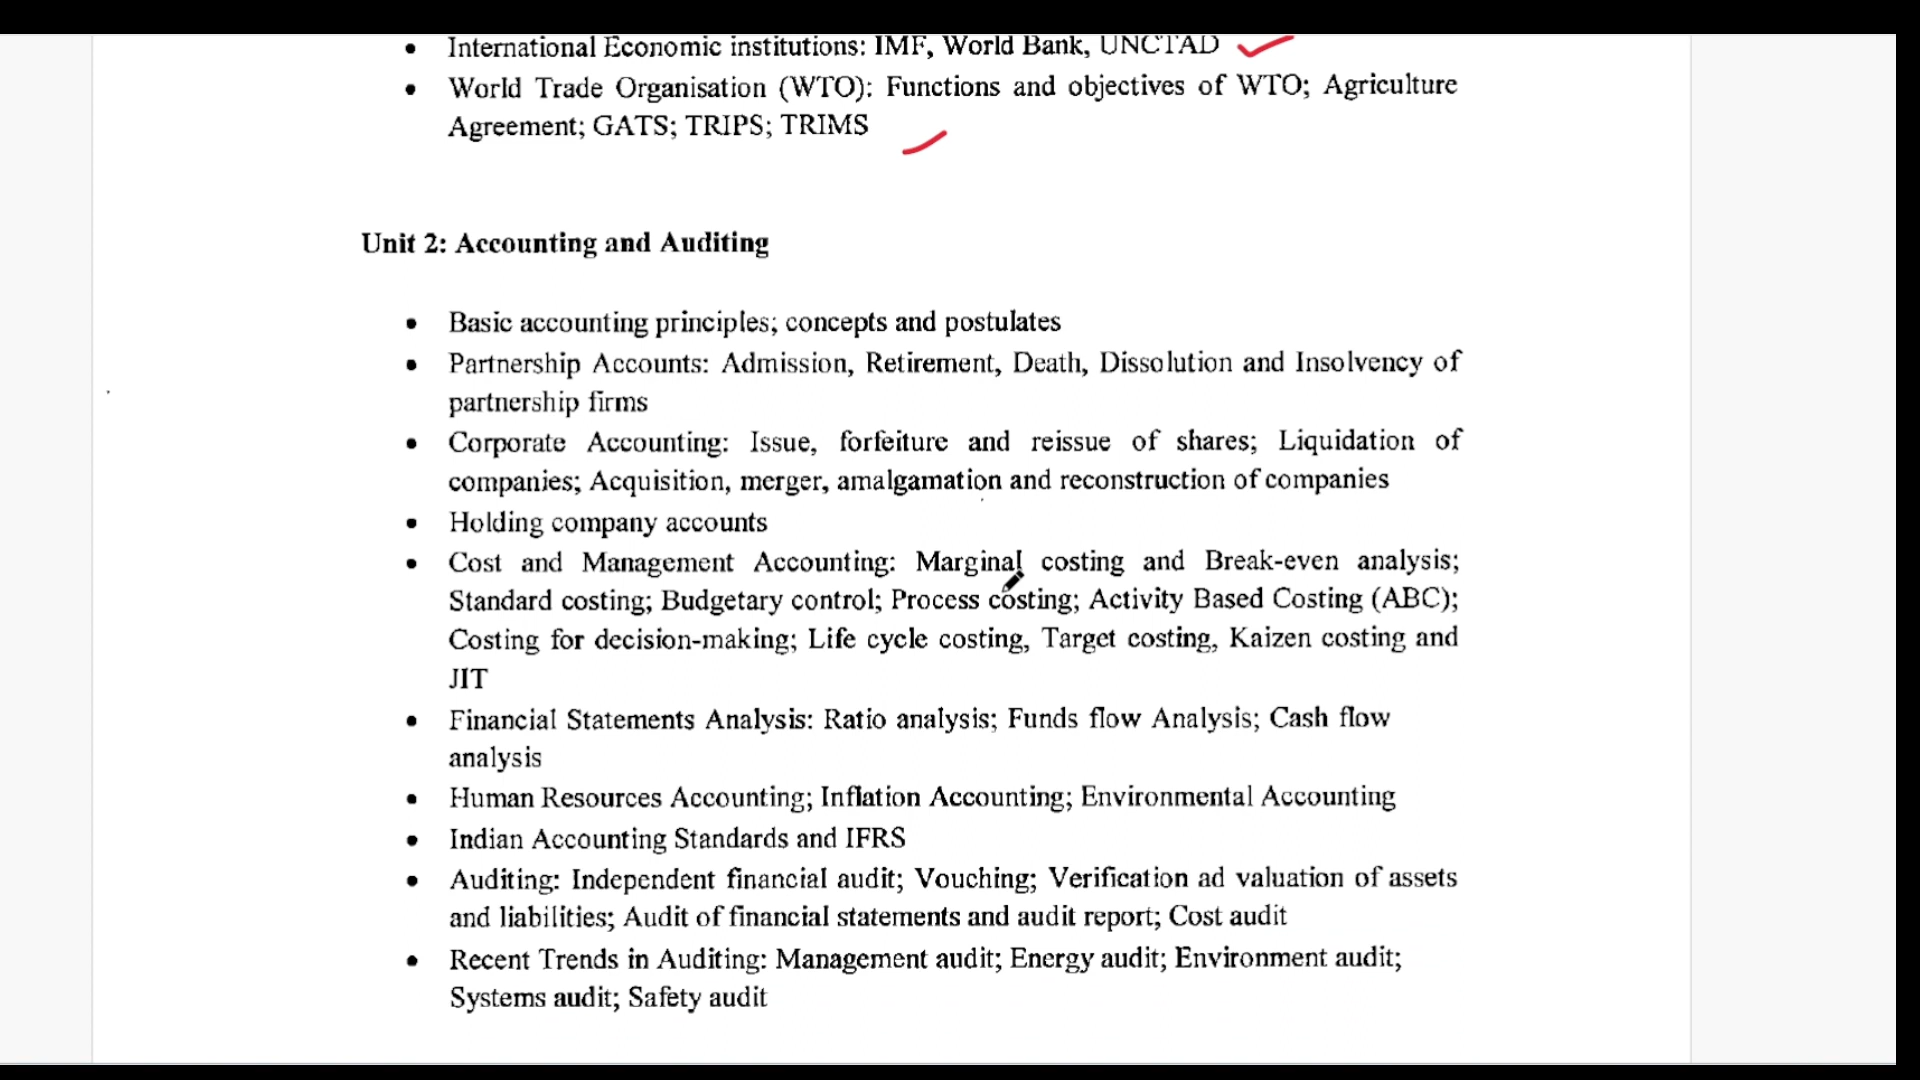 • International Economic institutions: IMF, World Bank, UNCTAD
• World Trade Organisation (WTO): Functions and objectives of WTO; Agriculture
Agreement; GATS; TRIPS; TRIMS
Unit 2: Accounting and Auditing
• Basic accounting principles; concepts and postulates
• Partnership Accounts: Admission, Retirement, Death, Dissolution and Insolvency of
partnership firms
• Corporate Accounting: Issue, forfeiture and reissue of shares; Liquidation of
companies; Acquisition, merger, amalgamation and reconstruction of companies
• Holding company accounts
• Cost and Management Accounting: Marginal costing and Break-even analysis;
Standard costing; Budgetary control; Process costing; Activity Based Costing (ABC);
Costing for decision-making; Life cycle costing, Target costing, Kaizen costing and
JIT
• Financial Statements Analysis: Ratio analysis; Funds flow Analysis; Cash flow
analysis
• Human Resources Accounting; Inflation Accounting; Environmental Accounting
• Indian Accounting Standards and IFRS
• Auditing: Independent financial audit; Vouching; Verification ad valuation of assets
and liabilities; Audit of financial statements and audit report; Cost audit
• Recent Trends in Auditing: Management audit; Energy audit; Environment audit;
Systems audit; Safety audit